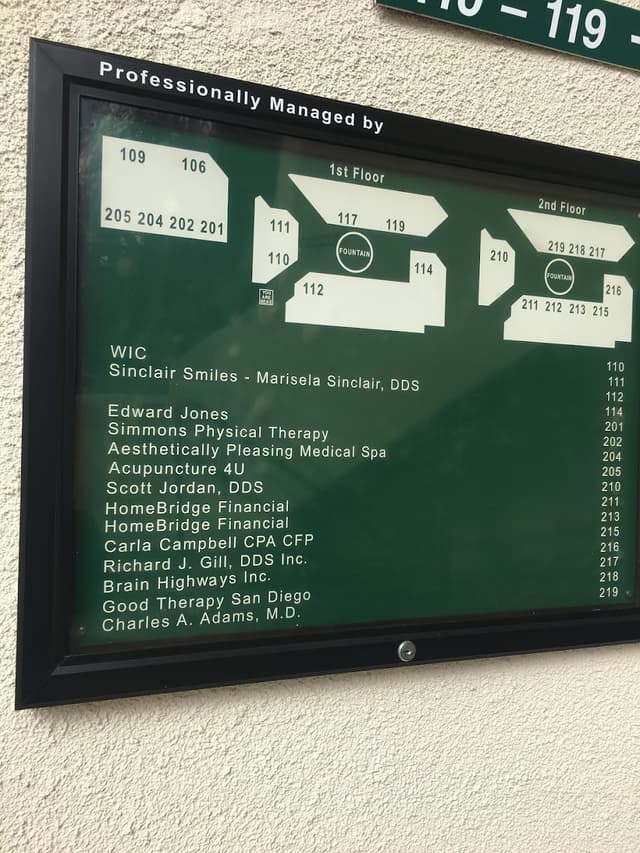 110 – 119 –
Professionally Managed by
109 106
205 204 202 201
1st Floor
117 119
111
110
FOUNTAIN
114
112
YOU ARE HERE
2nd Floor
219 218 217
210
FOUNTAIN
216
211 212 213 215
WIC
Sinclair Smiles - Marisela Sinclair, DDS
Edward Jones
Simmons Physical Therapy
Aesthetically Pleasing Medical Spa
Acupuncture 4U
Scott Jordan, DDS
HomeBridge Financial
HomeBridge Financial
Carla Campbell CPA CFP
Richard J. Gill, DDS Inc.
Brain Highways Inc.
Good Therapy San Diego
Charles A. Adams, M.D.
110
111
112
114
201
202
204
205
210
211
213
215
216
217
218
219